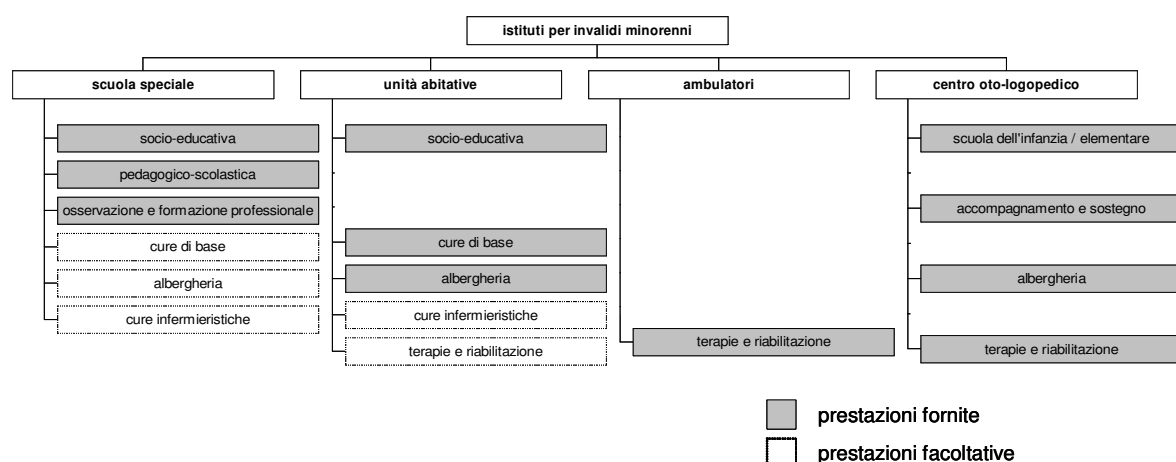 istituti per invalidi minorenni
scuola speciale
socio-educativa
pedagogico-scolastica
osservazione e formazione professionale
cure di base
albergheria
cure infermieristiche
unità abitative
socio-educativa
cure di base
albergheria
cure infermieristiche
terapie e riabilitazione
ambulatori
terapie e riabilitazione
centro oto-logopedico
scuola dell'infanzia / elementare
accompagnamento e sostegno
albergheria
terapie e riabilitazione
prestazioni fornite
prestazioni facoltative